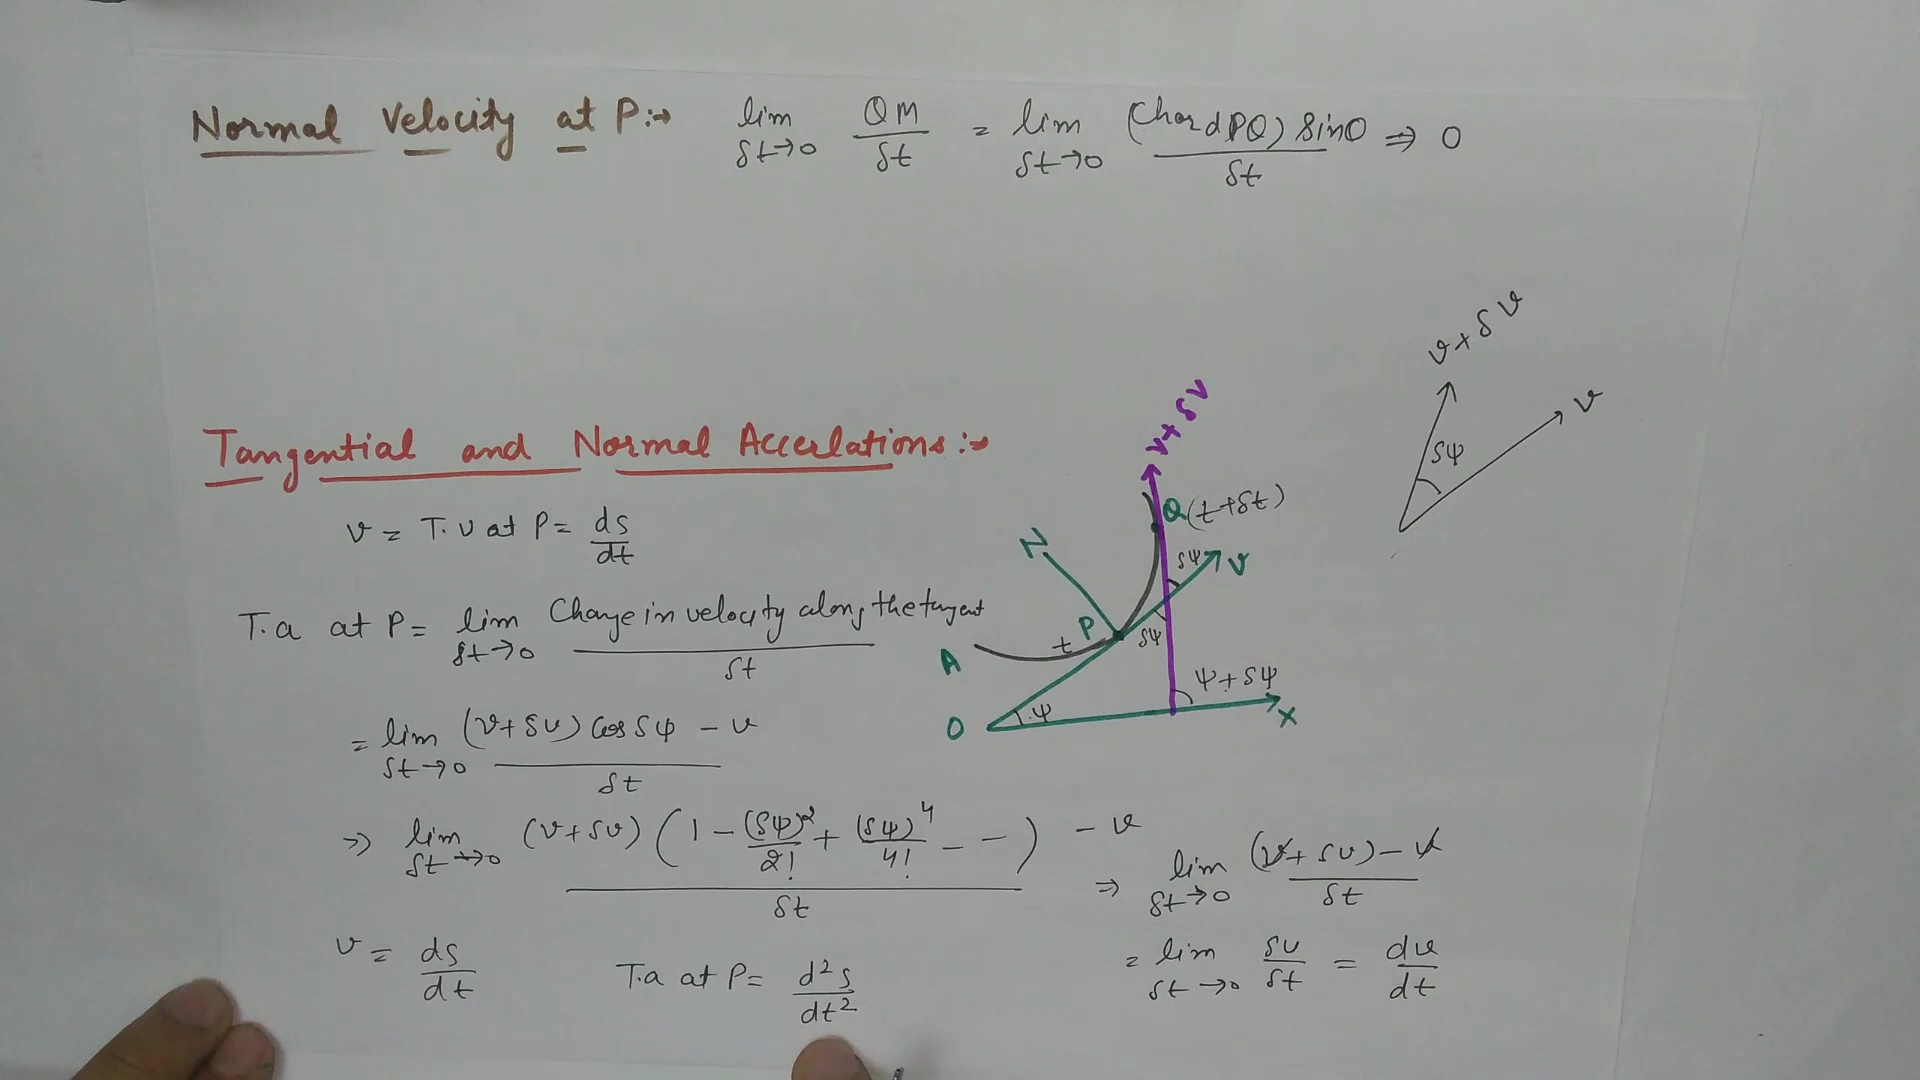 Normal Velocity at P:→ lim δt→0 QM/δt = lim δt→0 (Chord PQ) Sinθ/δt ⇒ 0
v+δv
v
δψ
Tangential and Normal Accelations:→
v+δv
v = T.v at P = ds/dt
Q(t+δt)
N
δψ
v
T.a at P = lim δt→0 Change in velocity along the tangent/δt
P
t
δψ
A
ψ+δψ
ψ
O
X
= lim δt→0 (v+δv) Cos δψ - v/δt
⇒ lim δt→0 (v+δv) (1 - (δψ)²/2! + (δψ)⁴/4! - - ) - v/δt
⇒ lim δt→0 (v+δv) - v/δt
v = ds/dt
T.a at P = d²s/dt²
= lim δt→0 δv/δt = dv/dt